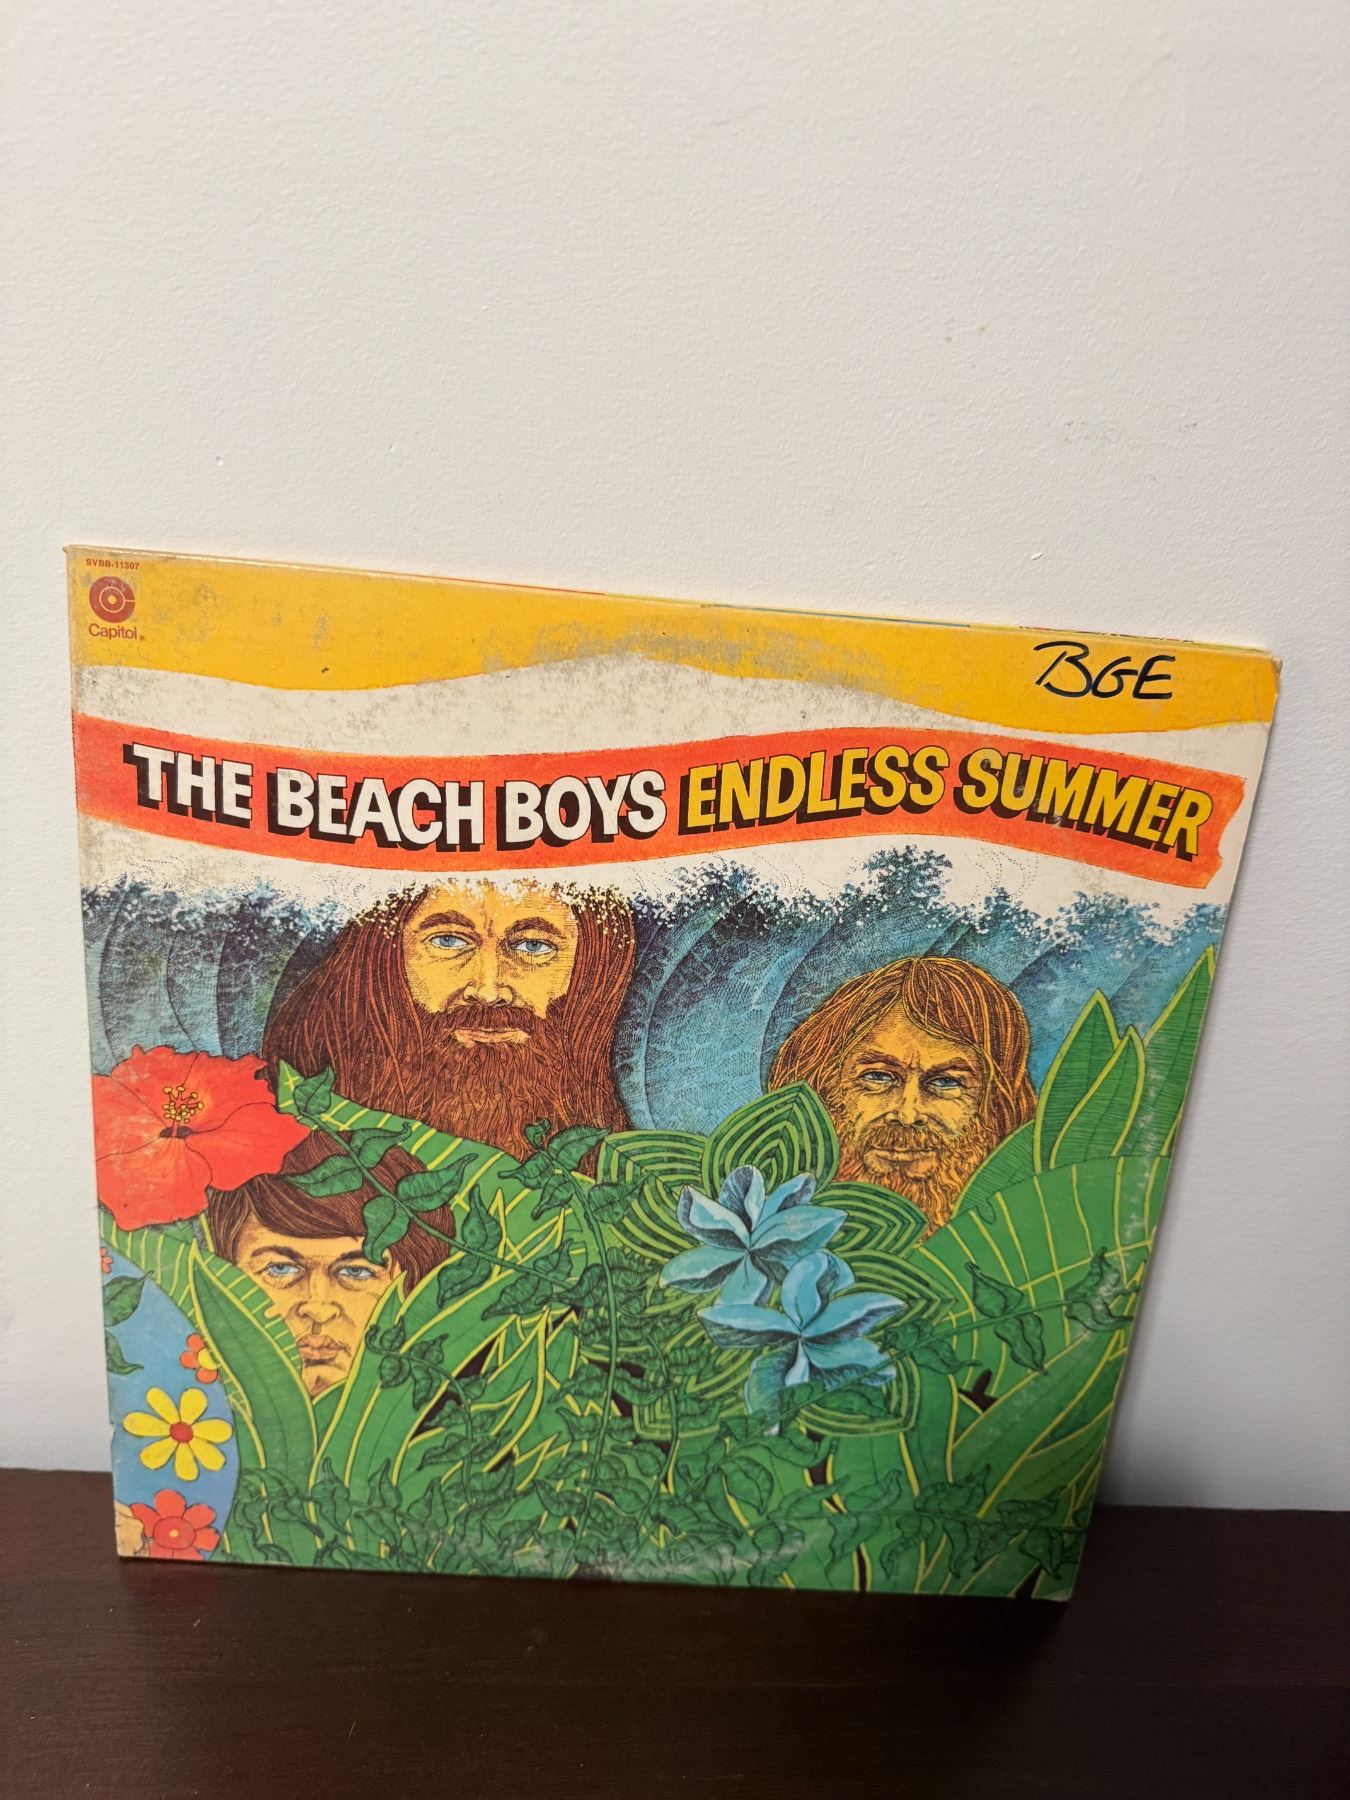 SVBB-11307
Capitol®
BGE
THE BEACH BOYS ENDLESS SUMMER